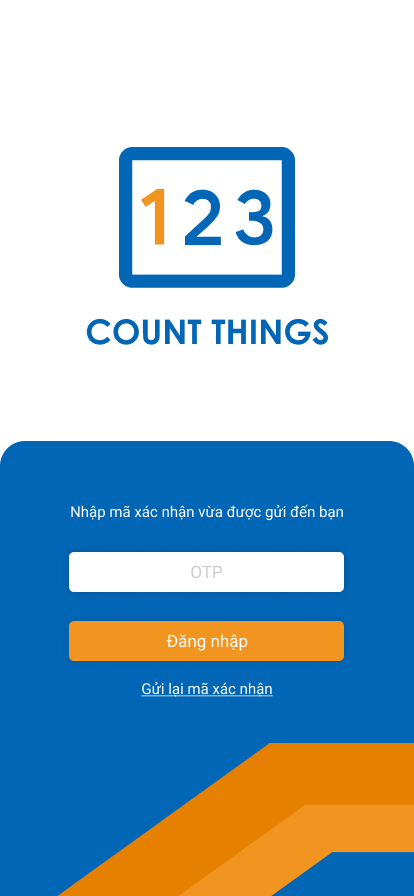 123
COUNT THINGS
Nhập mã xác nhận vừa được gửi đến bạn
OTP
Đăng nhập
Gửi lại mã xác nhận